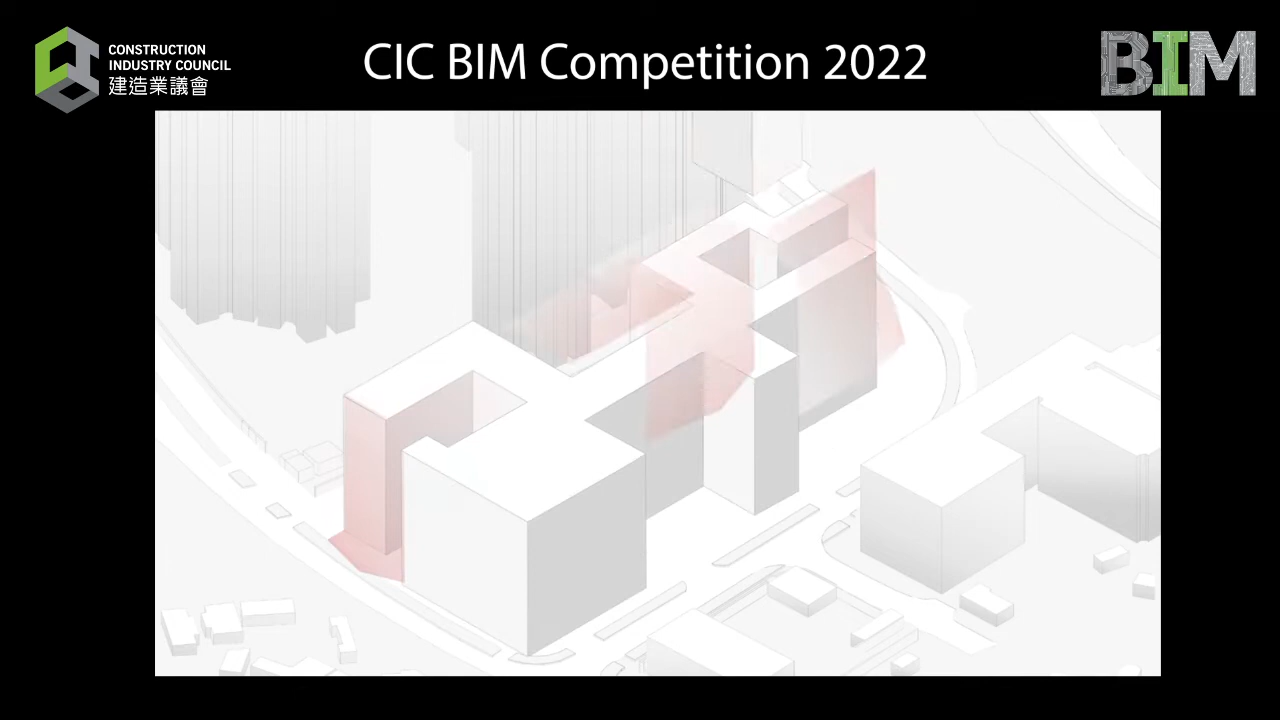 CONSTRUCTION
INDUSTRY COUNCIL
建造業議會
CIC BIM Competition 2022
BIM